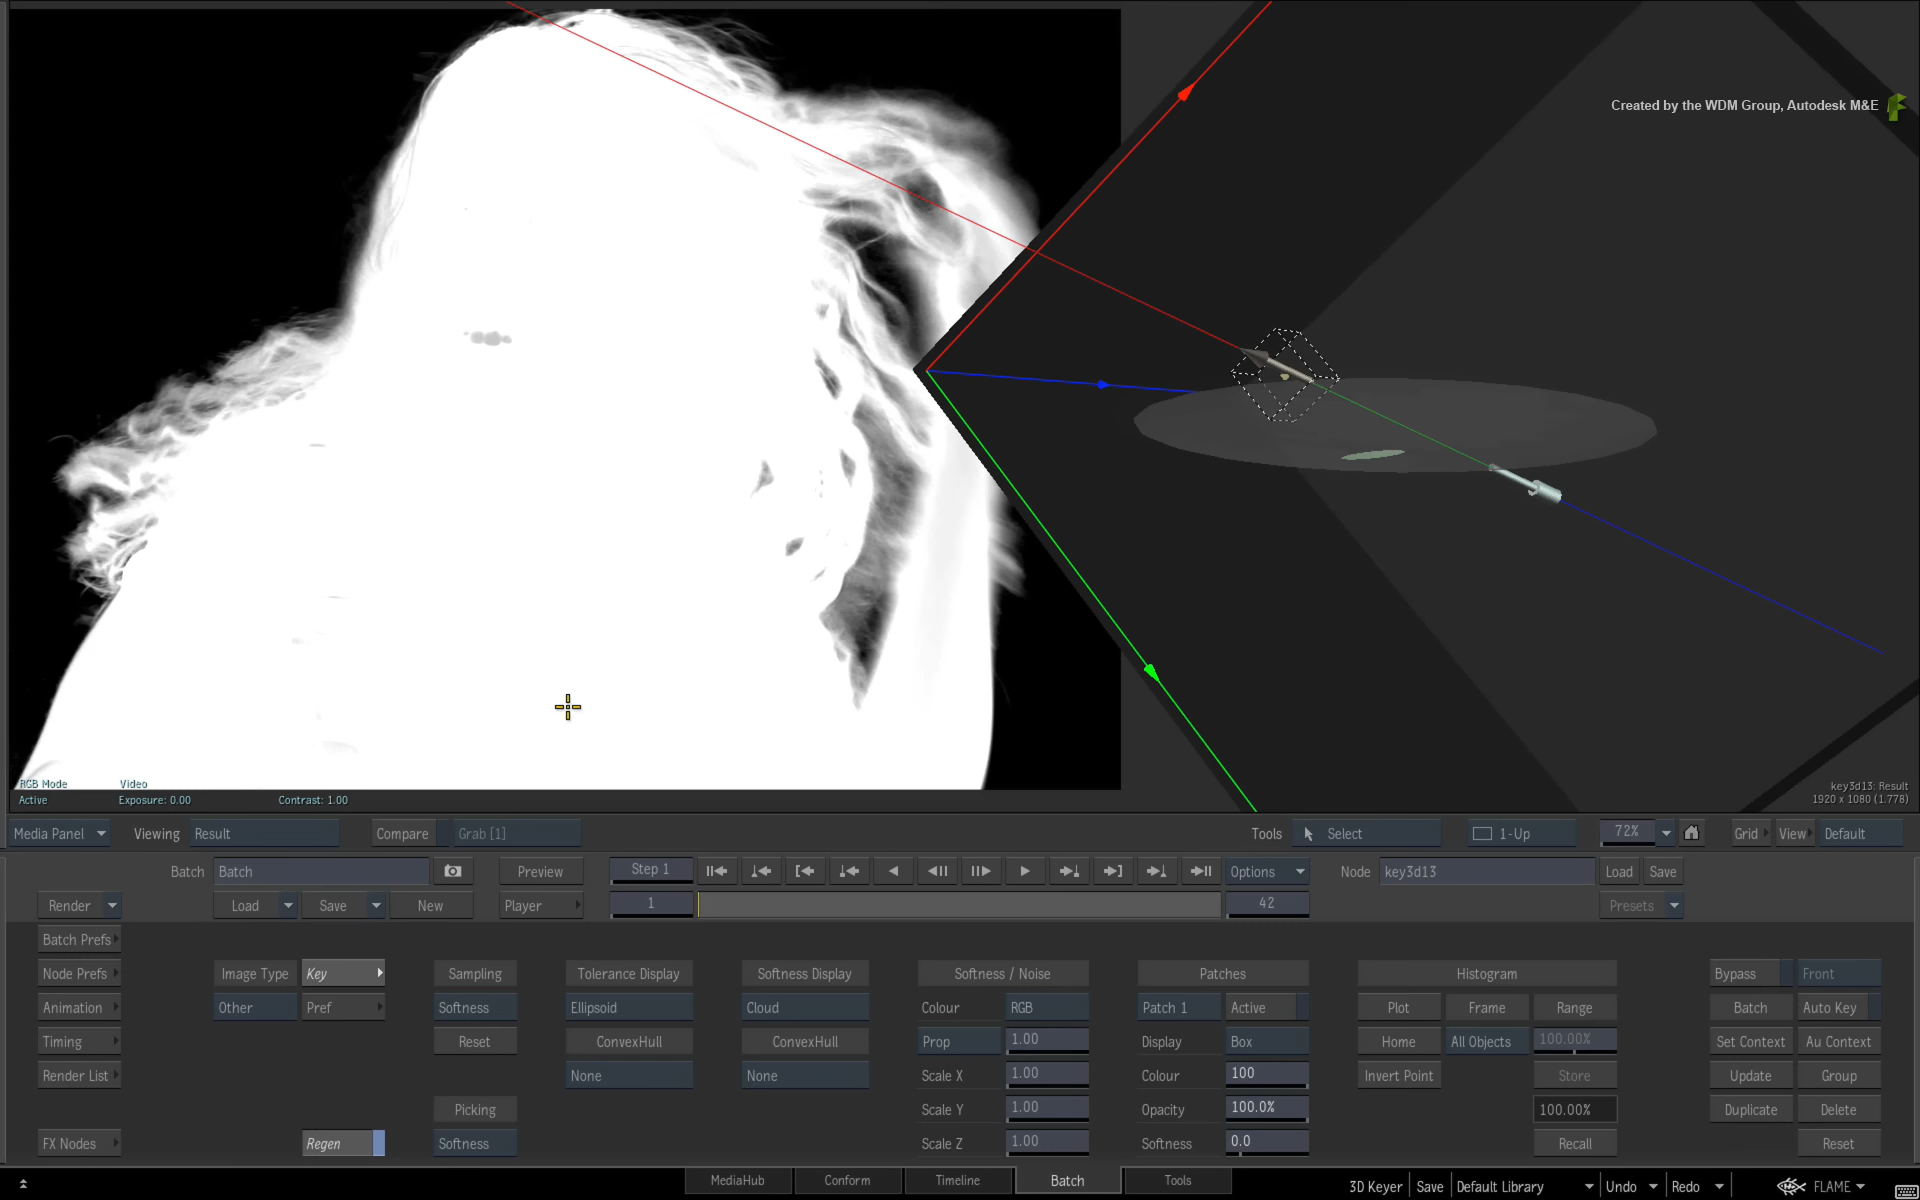 Created by the WDM Group, Autodesk M&E
RGB Mode Video
Active Exposure: 0.00 Contrast: 1.00
key3d13: Result
1920 x 1080 (1.778)
Media Panel Viewing Result Compare Grab [1] Tools Select 1-Up 72% Grid View Default
Batch Batch Preview Step 1 Options Node key3d13 Load Save
Render Load Save New Player 1 42 Presets
Batch Prefs
Node Prefs Image Type Key Sampling Tolerance Display Softness Display Softness / Noise Patches Histogram Bypass Front
Animation Other Pref Softness Ellipsoid Cloud Colour RGB Patch 1 Active Plot Frame Range Batch Auto Key
Timing Reset ConvexHull ConvexHull Prop 1.00 Display Box Home All Objects 100.00% Set Context Au Context
Render List None None Scale X 1.00 Colour 100 Invert Point Store Update Group
Picking Scale Y 1.00 Opacity 100.0% 100.00% Duplicate Delete
FX Nodes Regen Softness Scale Z 1.00 Softness 0.0 Recall Reset
MediaHub Conform Timeline Batch Tools 3D Keyer Save Default Library Undo Redo FLAME